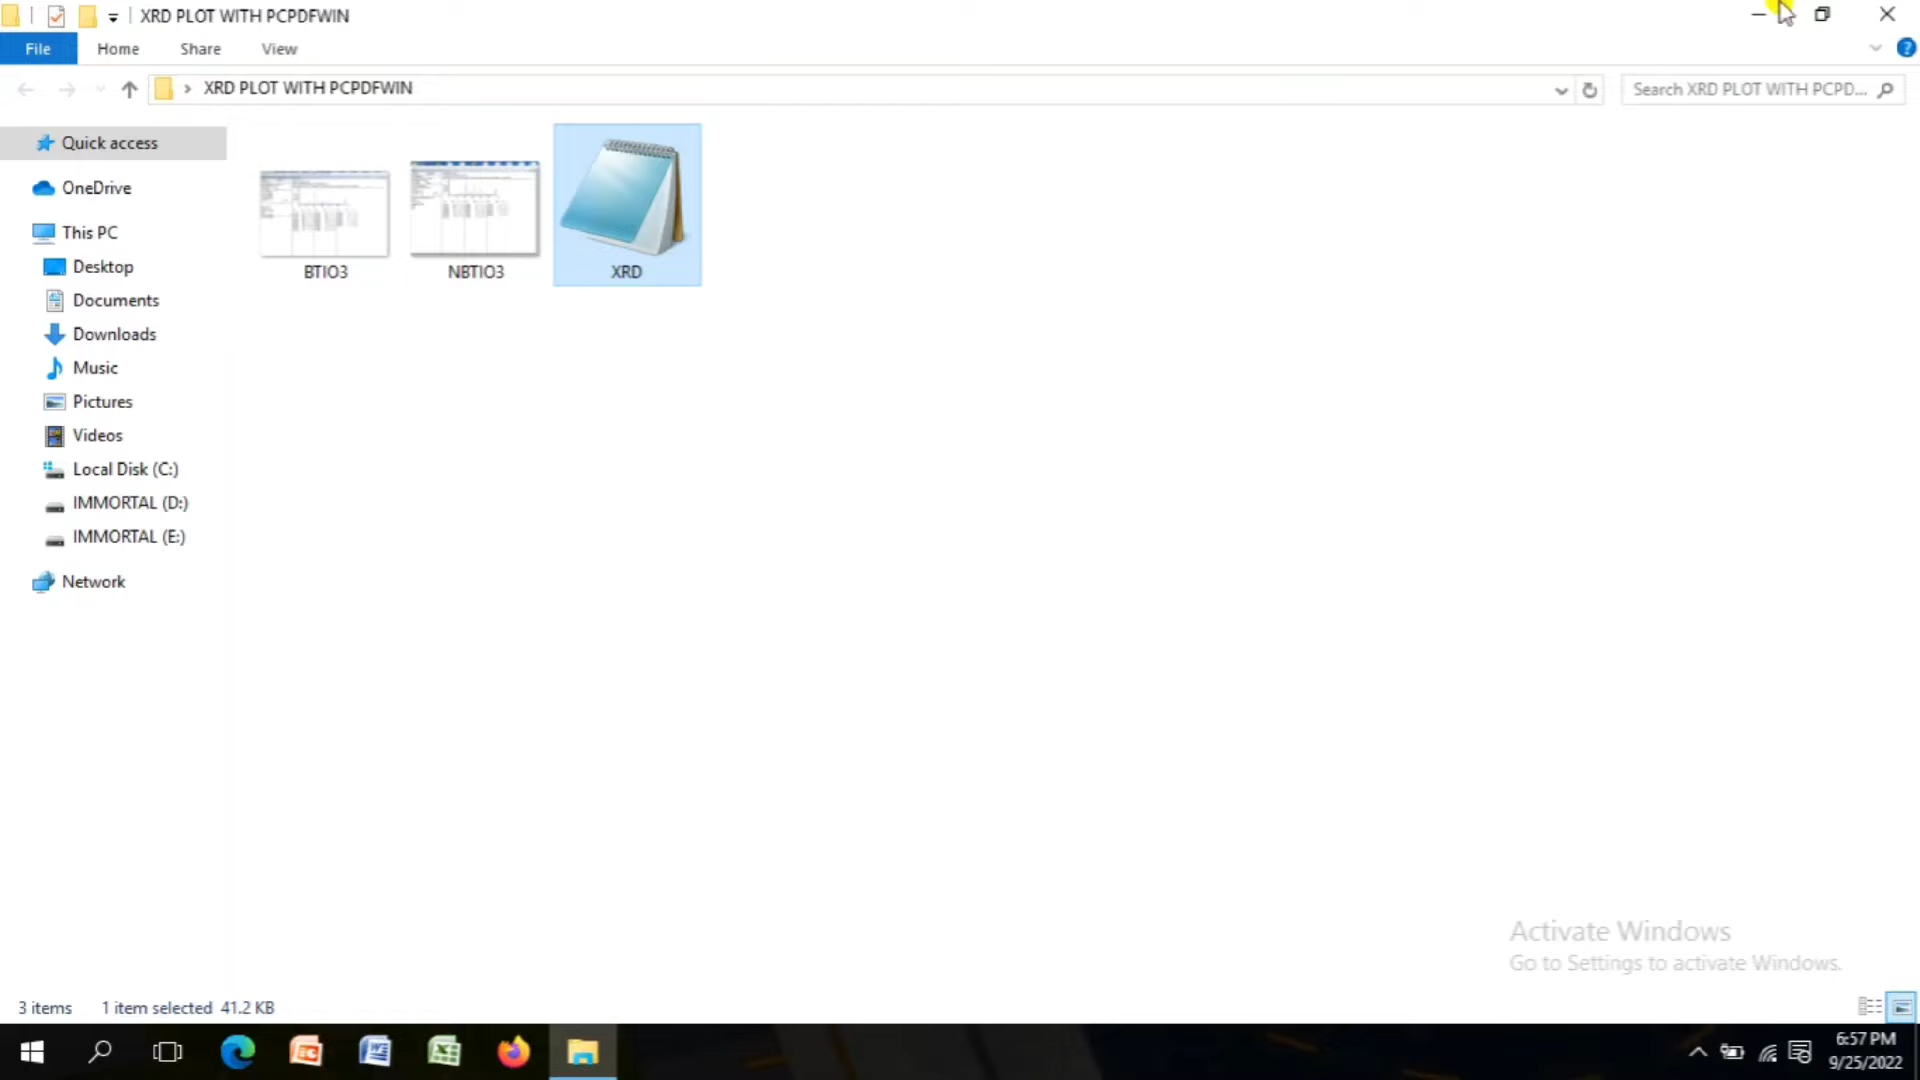 XRD PLOT WITH PCPDFWIN
File Home Share View
XRD PLOT WITH PCPDFWIN
Search XRD PLOT WITH PCPD...
Quick access
OneDrive
This PC
Desktop
Documents
Downloads
Music
Pictures
Videos
Local Disk (C:)
IMMORTAL (D:)
IMMORTAL (E:)
Network
BTIO3 NBTIO3 XRD
Activate Windows
Go to Settings to activate Windows.
3 items 1 item selected 41.2 KB
6:57 PM
9/25/2022